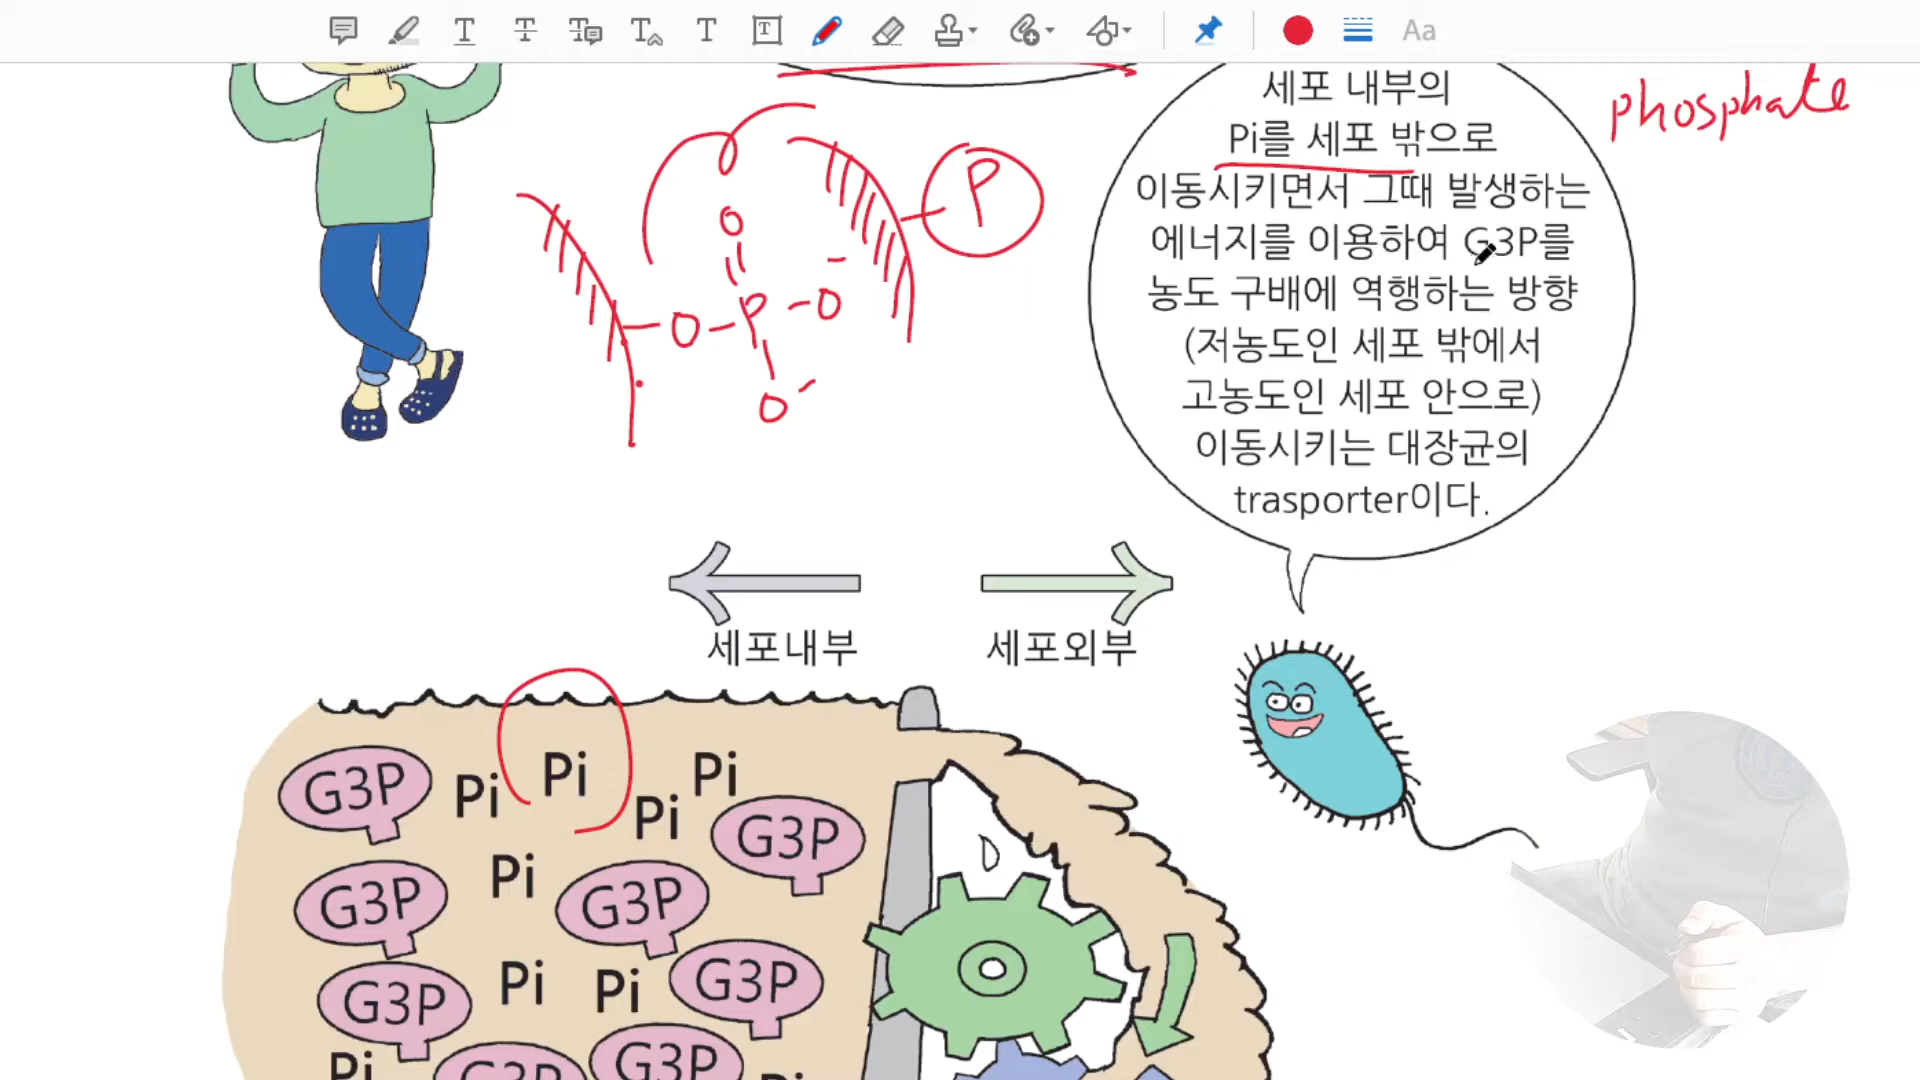 Aa
phosphate
세포 내부의
Pi를 세포 밖으로
이동시키면서 그때 발생하는
에너지를 이용하여 G3P를
농도 구배에 역행하는 방향
(저농도인 세포 밖에서
고농도인 세포 안으로)
이동시키는 대장균의
trasporter이다.
P
O
O-P-O
O
세포내부
세포외부
G3P
Pi
Pi
Pi
Pi
G3P
G3P
Pi
G3P
G3P
Pi
Pi
G3P
Pi
G3P
G3P